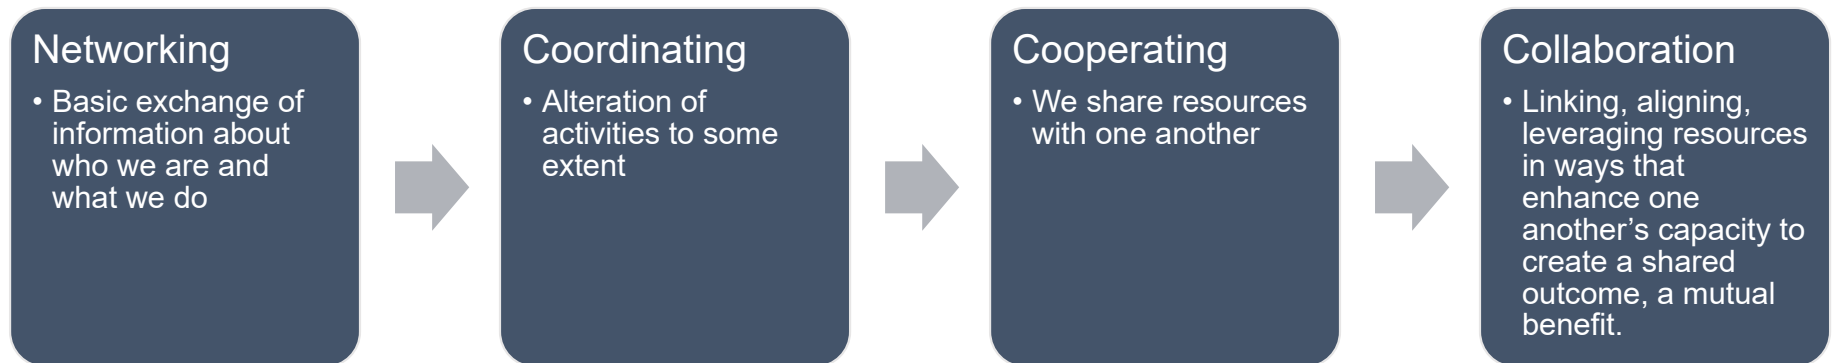 Networking
• Basic exchange of
information about
who we are and
what we do
Coordinating
• Alteration of
activities to some
extent
Cooperating
• We share resources
with one another
Collaboration
• Linking, aligning,
leveraging resources
in ways that
enhance one
another’s capacity to
create a shared
outcome, a mutual
benefit.